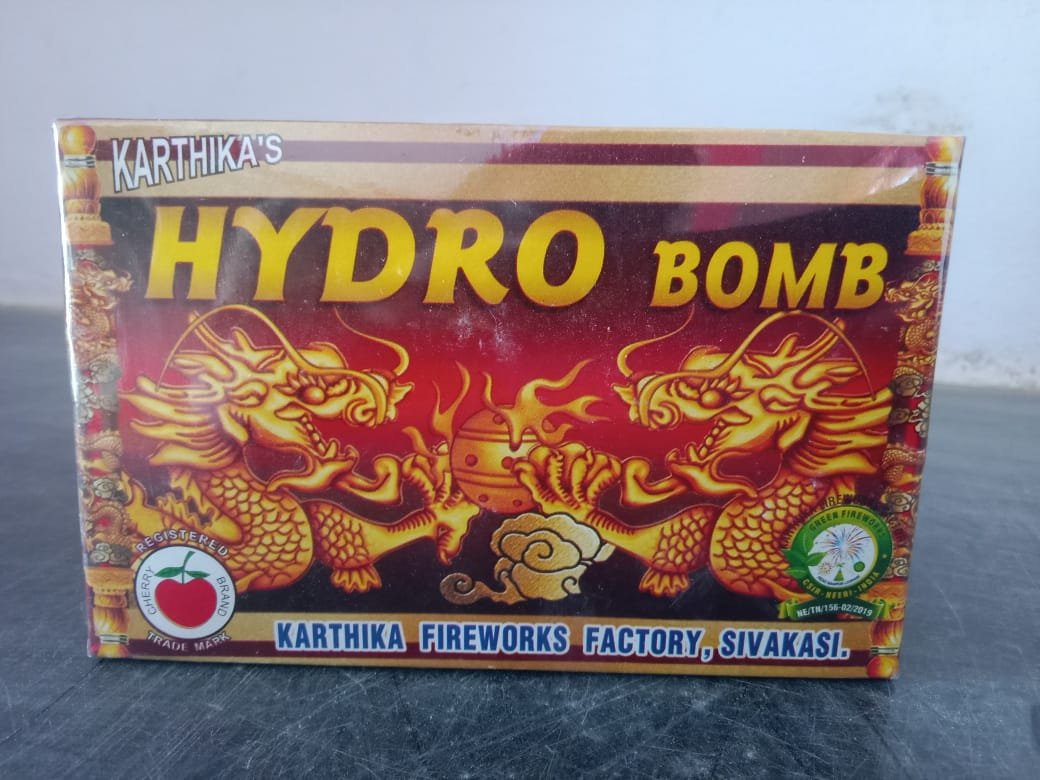 KARTHIKA'S
HYDRO BOMB
REGISTERED
CHERRY BRAND
TRADE MARK
GREEN FIREWORKS
CSIR-NEERI-INDIA
NE/TN/156-02/2019
KARTHIKA FIREWORKS FACTORY, SIVAKASI.